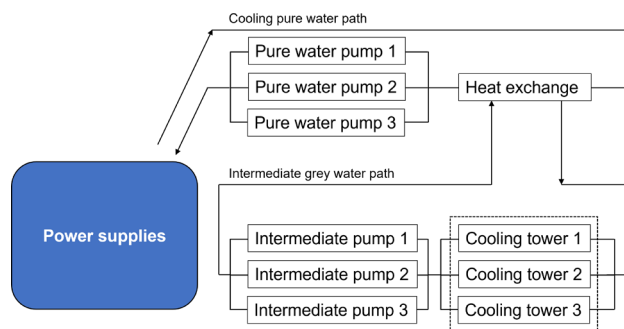 Cooling pure water path
Pure water pump 1
Pure water pump 2
Heat exchange
Pure water pump 3
Intermediate grey water path
Power supplies
Intermediate pump 1
Cooling tower 1
Intermediate pump 2
Cooling tower 2
Intermediate pump 3
Cooling tower 3